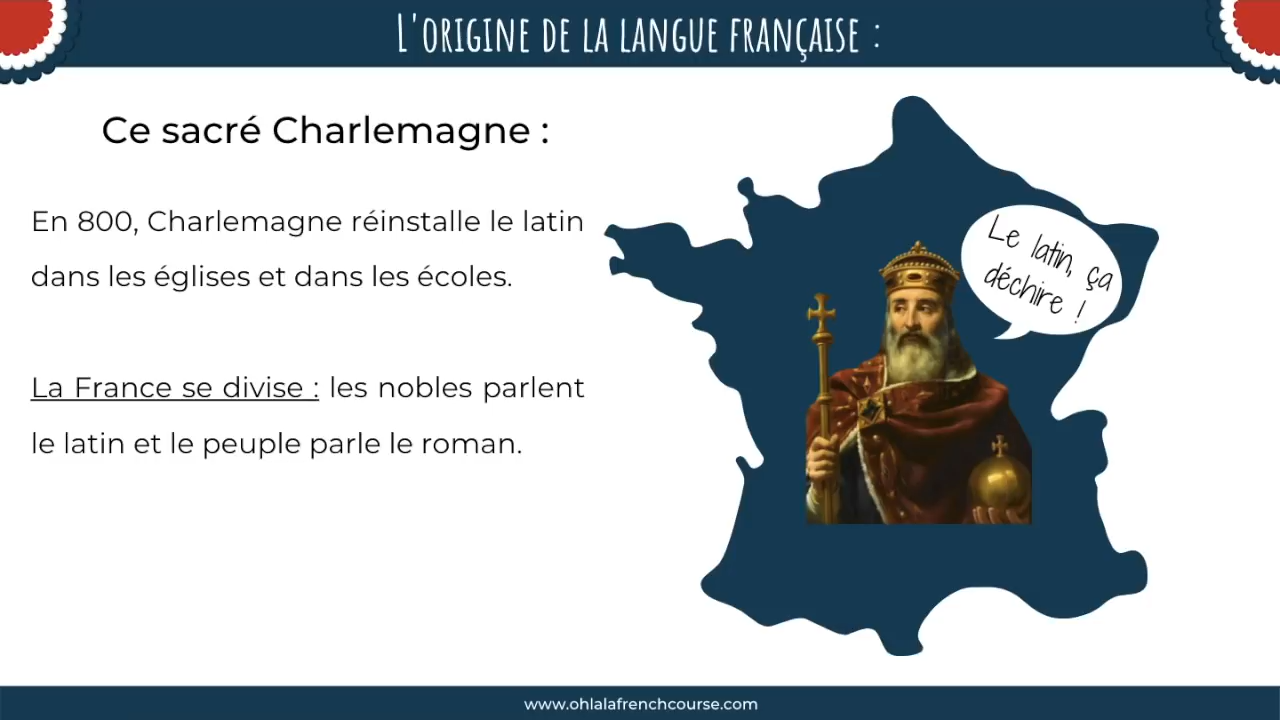 L'origine de la langue française :
Ce sacré Charlemagne :
En 800, Charlemagne réinstalle le latin
dans les églises et dans les écoles.
La France se divise : les nobles parlent
le latin et le peuple parle le roman.
Le latin, ça
déchire !
www.ohlalafrenchcourse.com